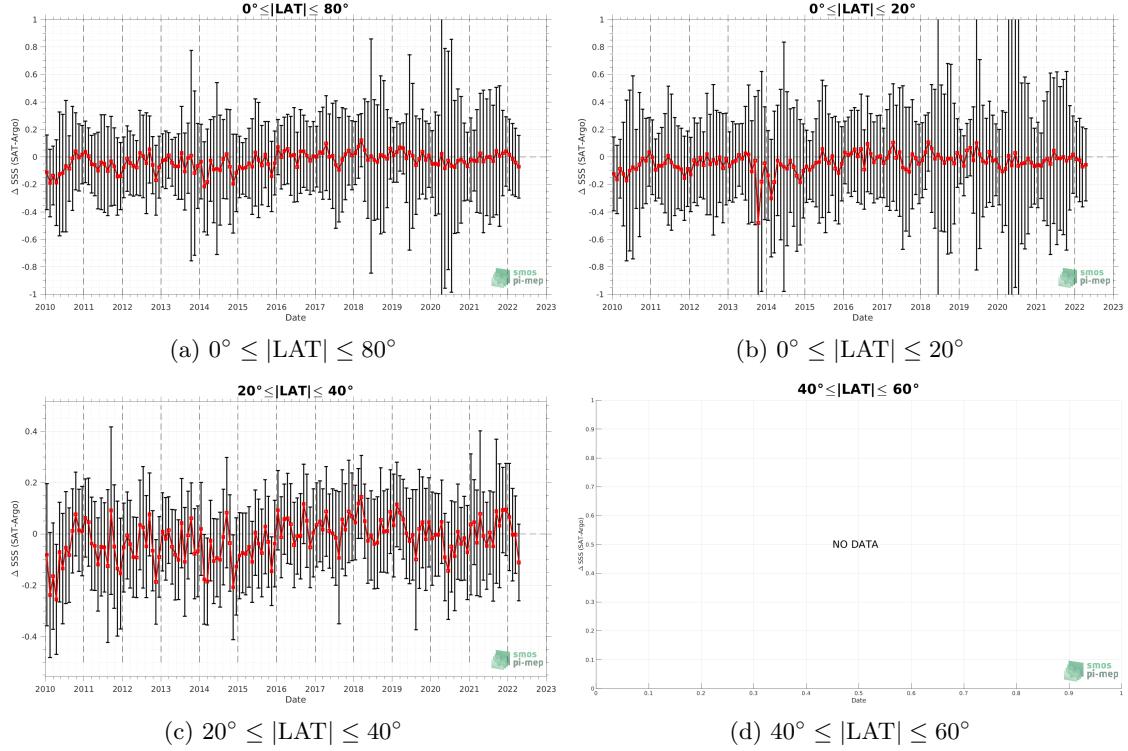 0°≤|LAT|≤ 80°
Δ SSS (SAT-Argo)
1
0.8
0.6
0.4
0.2
0
-0.2
-0.4
-0.6
-0.8
-1
2010 2011 2012 2013 2014 2015 2016 2017 2018 2019 2020 2021 2022 2023
Date
smos
pi-mep
(a) 0° ≤ |LAT| ≤ 80°
0°≤|LAT|≤ 20°
Δ SSS (SAT-Argo)
1
0.8
0.6
0.4
0.2
0
-0.2
-0.4
-0.6
-0.8
-1
2010 2011 2012 2013 2014 2015 2016 2017 2018 2019 2020 2021 2022 2023
Date
smos
pi-mep
(b) 0° ≤ |LAT| ≤ 20°
20°≤|LAT|≤ 40°
Δ SSS (SAT-Argo)
0.4
0.2
0
-0.2
-0.4
2010 2011 2012 2013 2014 2015 2016 2017 2018 2019 2020 2021 2022 2023
Date
smos
pi-mep
(c) 20° ≤ |LAT| ≤ 40°
40°≤|LAT|≤ 60°
Δ SSS (SAT-Argo)
1
0.9
0.8
0.7
0.6
0.5
0.4
0.3
0.2
0.1
0
NO DATA
0 0.1 0.2 0.3 0.4 0.5 0.6 0.7 0.8 0.9 1
Date
smos
pi-mep
(d) 40° ≤ |LAT| ≤ 60°